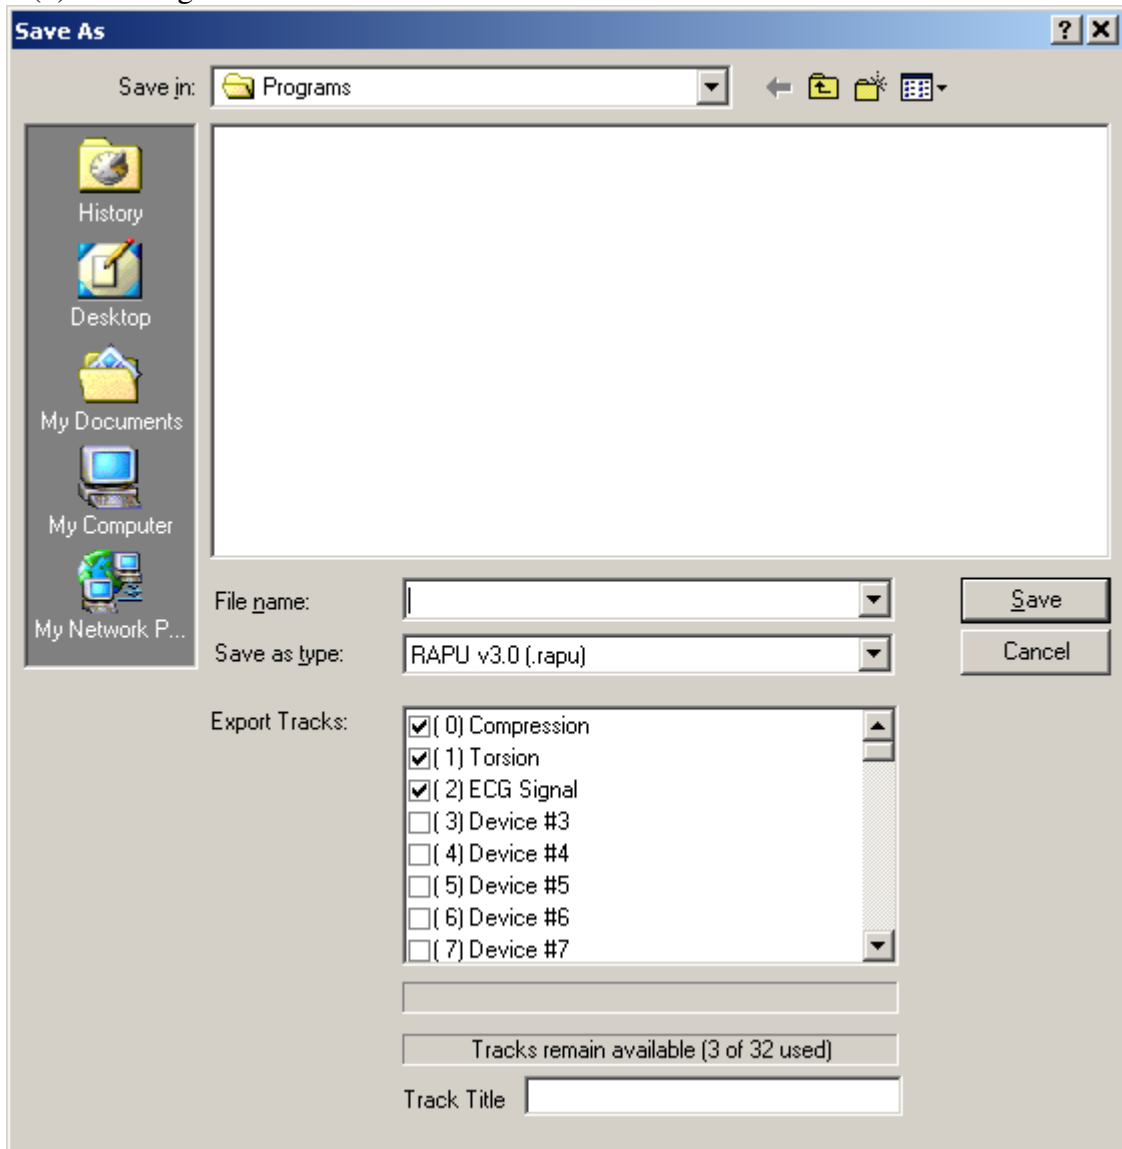 Save As
Save in: Programs
History
Desktop
My Documents
My Computer
My Network P...
File name:
Save
Save as type: RAPU v3.0 (.rapu)
Cancel
Export Tracks:
( 0) Compression
( 1) Torsion
( 2) ECG Signal
( 3) Device #3
( 4) Device #4
( 5) Device #5
( 6) Device #6
( 7) Device #7
Tracks remain available (3 of 32 used)
Track Title